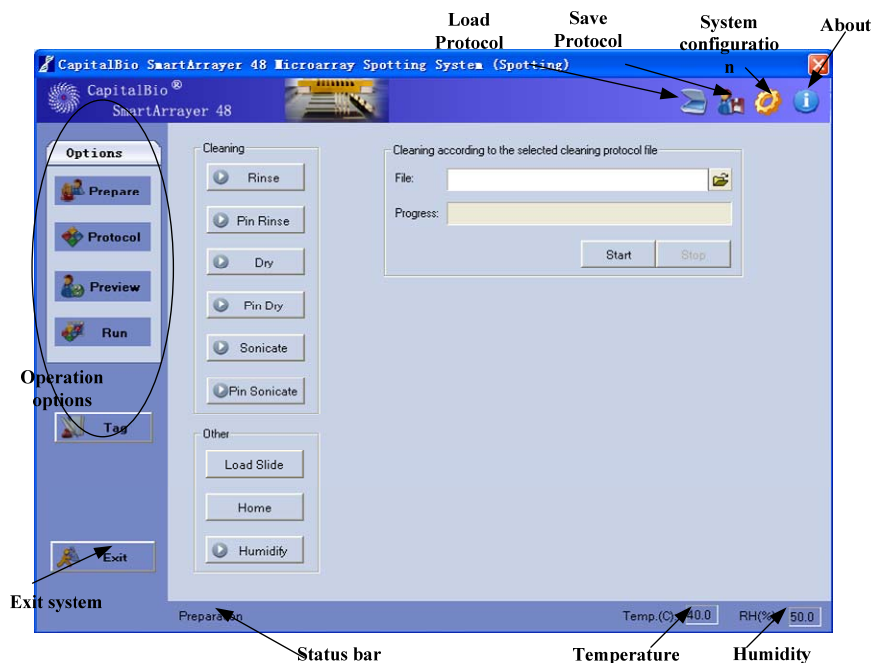 Load
Protocol
Save
Protocol
System
configuratio
n
About
CapitalBio SmartArrayer 48 Microarray Spotting System (Spotting)
CapitalBio ®
SmartArrayer 48
Options
Prepare
Protocol
Preview
Run
Operation
options
Tag
Exit
Exit system
Cleaning
Rinse
Pin Rinse
Dry
Pin Dry
Sonicate
Pin Sonicate
Other
Load Slide
Home
Humidify
Cleaning according to the selected cleaning protocol file
File:
Progress:
Start Stop
Preparation
Temp.(C) 40.0 RH(%) 50.0
Status bar
Temperature
Humidity